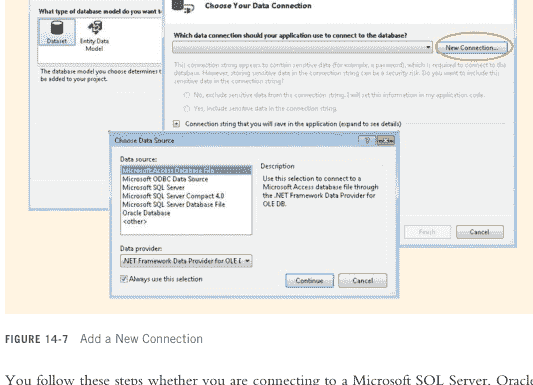 Choose Your Data Connection
What type of database model do you want t
Dataset
Entity Data
Model
The database model you choose determines t
be added to your project.
Which data connection should your application use to connect to the database?
New Connection...
This connection string appears to contain sensitive data (for example, a password), which is required to connect to the
database. However, storing sensitive data in the connection string can be a security risk. Do you want to include this
sensitive data in the connection string?
No, exclude sensitive data from the connection string. I will set this information in my application code.
Yes, include sensitive data in the connection string.
Connection string that you will save in the application (expand to see details)
Choose Data Source
Data source:
Microsoft Access Database File
Microsoft ODBC Data Source
Microsoft SQL Server
Microsoft SQL Server Compact 4.0
Microsoft SQL Server Database File
Oracle Database
<other>
Description
Use this selection to connect to a
Microsoft Access database file through
the .NET Framework Data Provider for
OLE DB.
Data provider:
.NET Framework Data Provider for OLE D
Always use this selection
Continue
Cancel
Finish
Cancel
FIGURE 14-7 Add a New Connection
You follow these steps whether you are connecting to a Microsoft SQL Server, Oracle